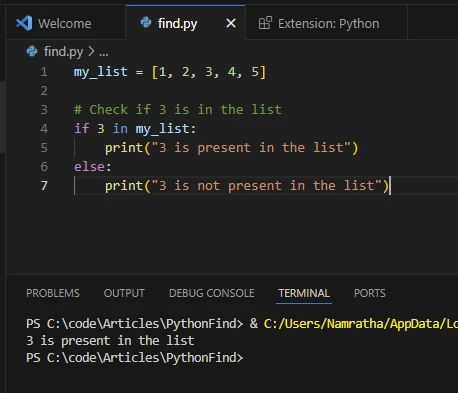 Welcome find.py Extension: Python
find.py > ...
1 my_list = [1, 2, 3, 4, 5]
2
3 # Check if 3 is in the list
4 if 3 in my_list:
5 print("3 is present in the list")
6 else:
7 print("3 is not present in the list")
PROBLEMS OUTPUT DEBUG CONSOLE TERMINAL PORTS
PS C:\code\Articles\PythonFind> & C:/Users/Namratha/AppData/Lo
3 is present in the list
PS C:\code\Articles\PythonFind>